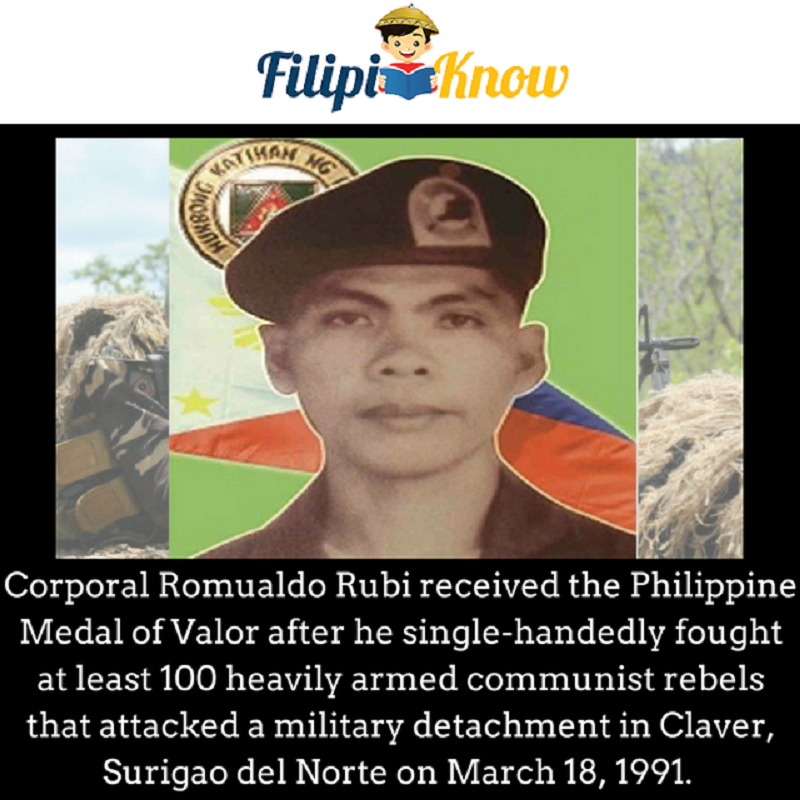 FilipiKnow
HUKBONG KATIHAN NG
Corporal Romualdo Rubi received the Philippine
Medal of Valor after he single-handedly fought
at least 100 heavily armed communist rebels
that attacked a military detachment in Claver,
Surigao del Norte on March 18, 1991.